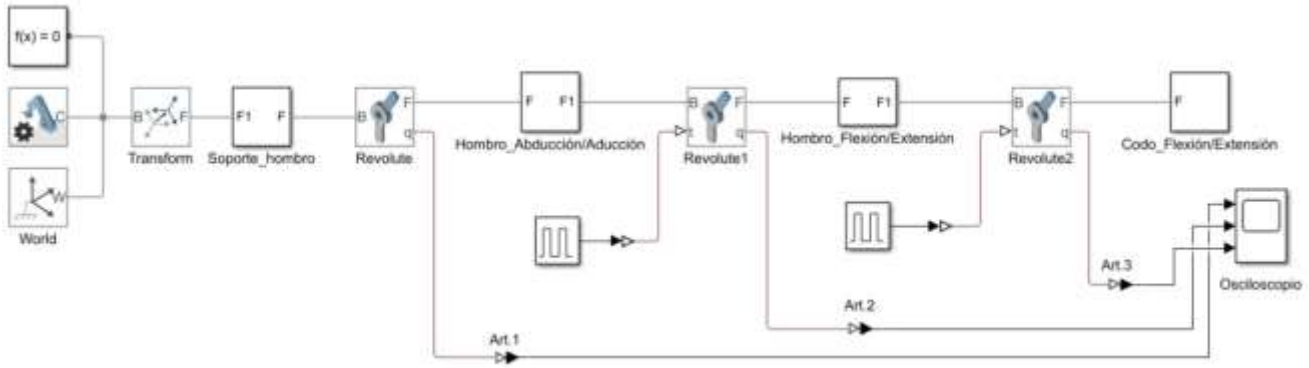 f(x) = 0
C
W
World
B F
Transform
F1 F
Soporte_hombro
B F
q
Revolute
F F1
Hombro_Abducción/Aducción
B F
t q
Revolute1
F F1
Hombro_Flexión/Extensión
B F
t q
Revolute2
F
Codo_Flexión/Extensión
Art.3
Osciloscopio
Art.2
Art.1